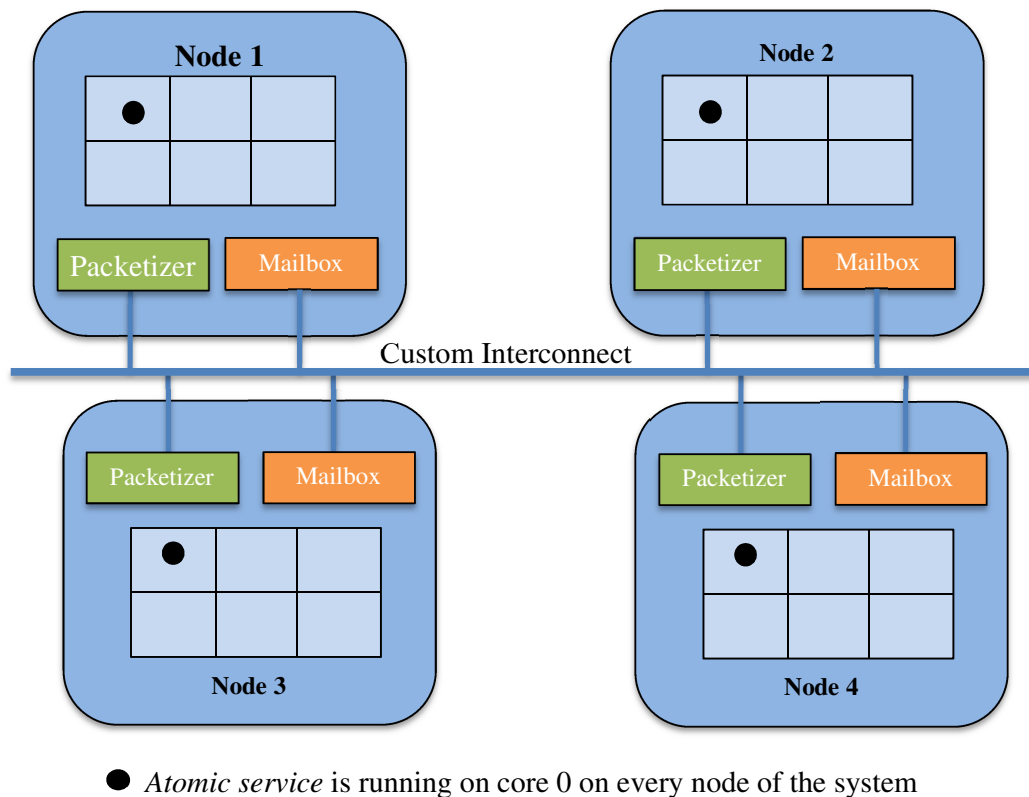 Node 1
Node 2
Packetizer
Mailbox
Packetizer
Mailbox
Custom Interconnect
Packetizer
Mailbox
Packetizer
Mailbox
Node 3
Node 4
Atomic service is running on core 0 on every node of the system